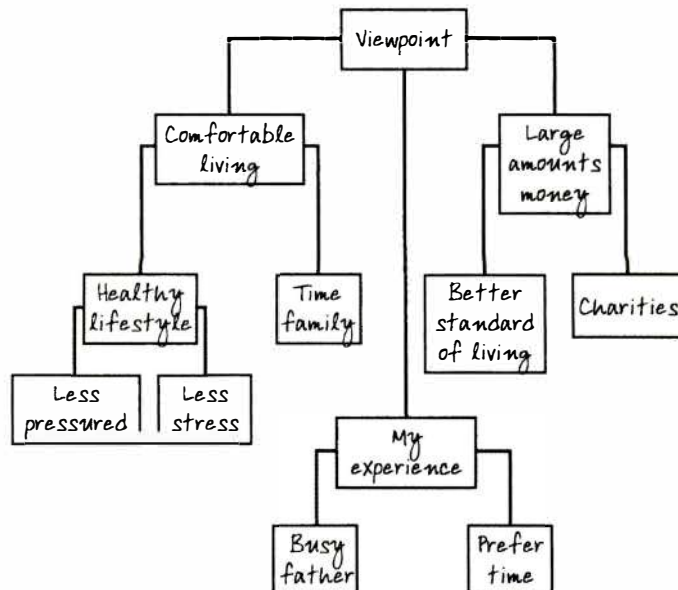 Viewpoint
Comfortable
living
Large
amounts
money
Healthy
lifestyle
Time
family
Better
standard
of living
Charities
Less
pressured
Less
stress
My
experience
Busy
father
Prefer
time